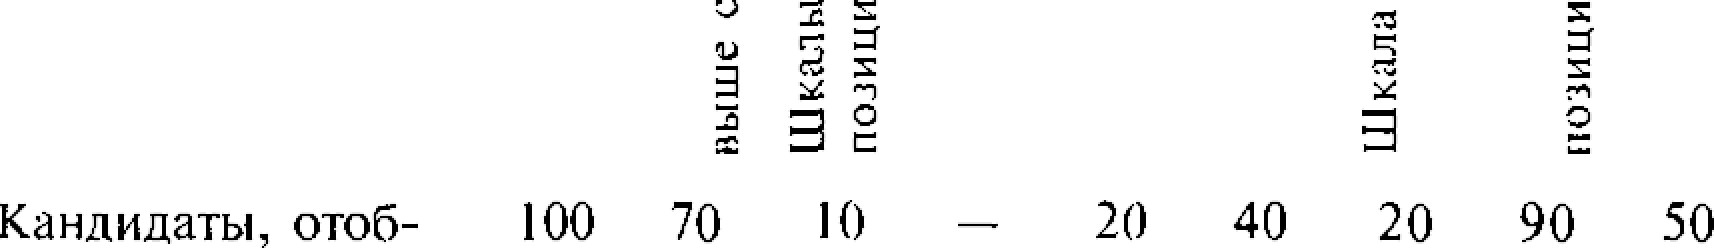 выше
Шкалы
позици
Шкала
позици
Кандидаты, отоб- 100 70 10 — 20 40 20 90 50